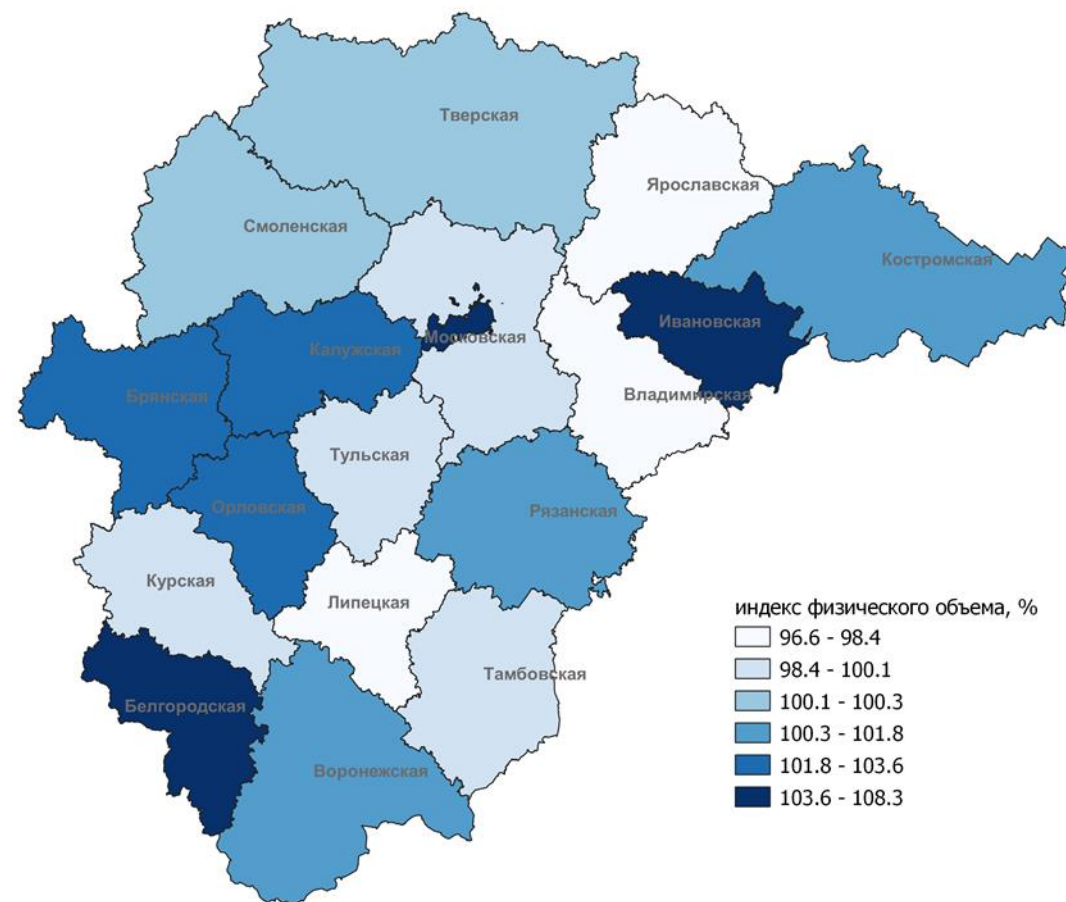 Тверская
Ярославская
Смоленская
Костромская
Ивановская
Московская
Калужская
Брянская
Владимирская
Тульская
Орловская
Рязанская
Курская
Липецкая
Тамбовская
Белгородская
Воронежская
индекс физического объема, %
96.6 - 98.4
98.4 - 100.1
100.1 - 100.3
100.3 - 101.8
101.8 - 103.6
103.6 - 108.3